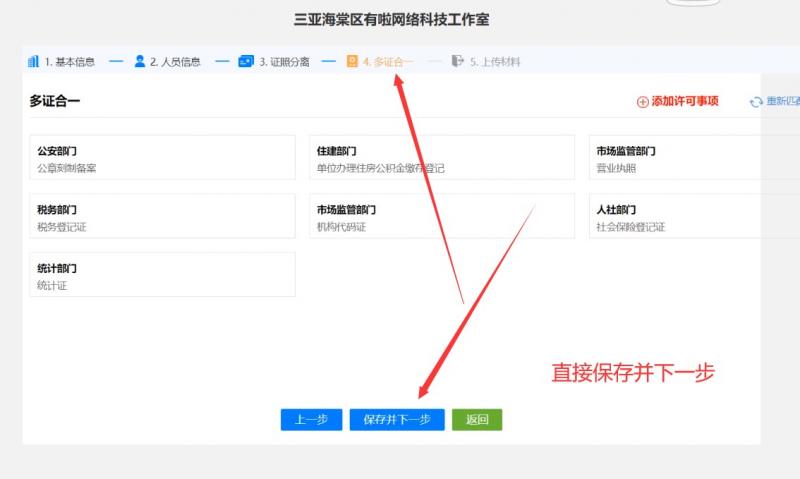 三亚海棠区有啦网络科技工作室
1. 基本信息 2. 人员信息 3. 证照分离 4. 多证合一 5. 上传材料
多证合一 添加许可事项 重新匹配
公安部门 住建部门 市场监管部门
公章刻制备案 单位办理住房公积金缴存登记 营业执照
税务部门 市场监管部门 人社部门
税务登记证 机构代码证 社会保险登记证
统计部门
统计证
直接保存并下一步
上一步 保存并下一步 返回